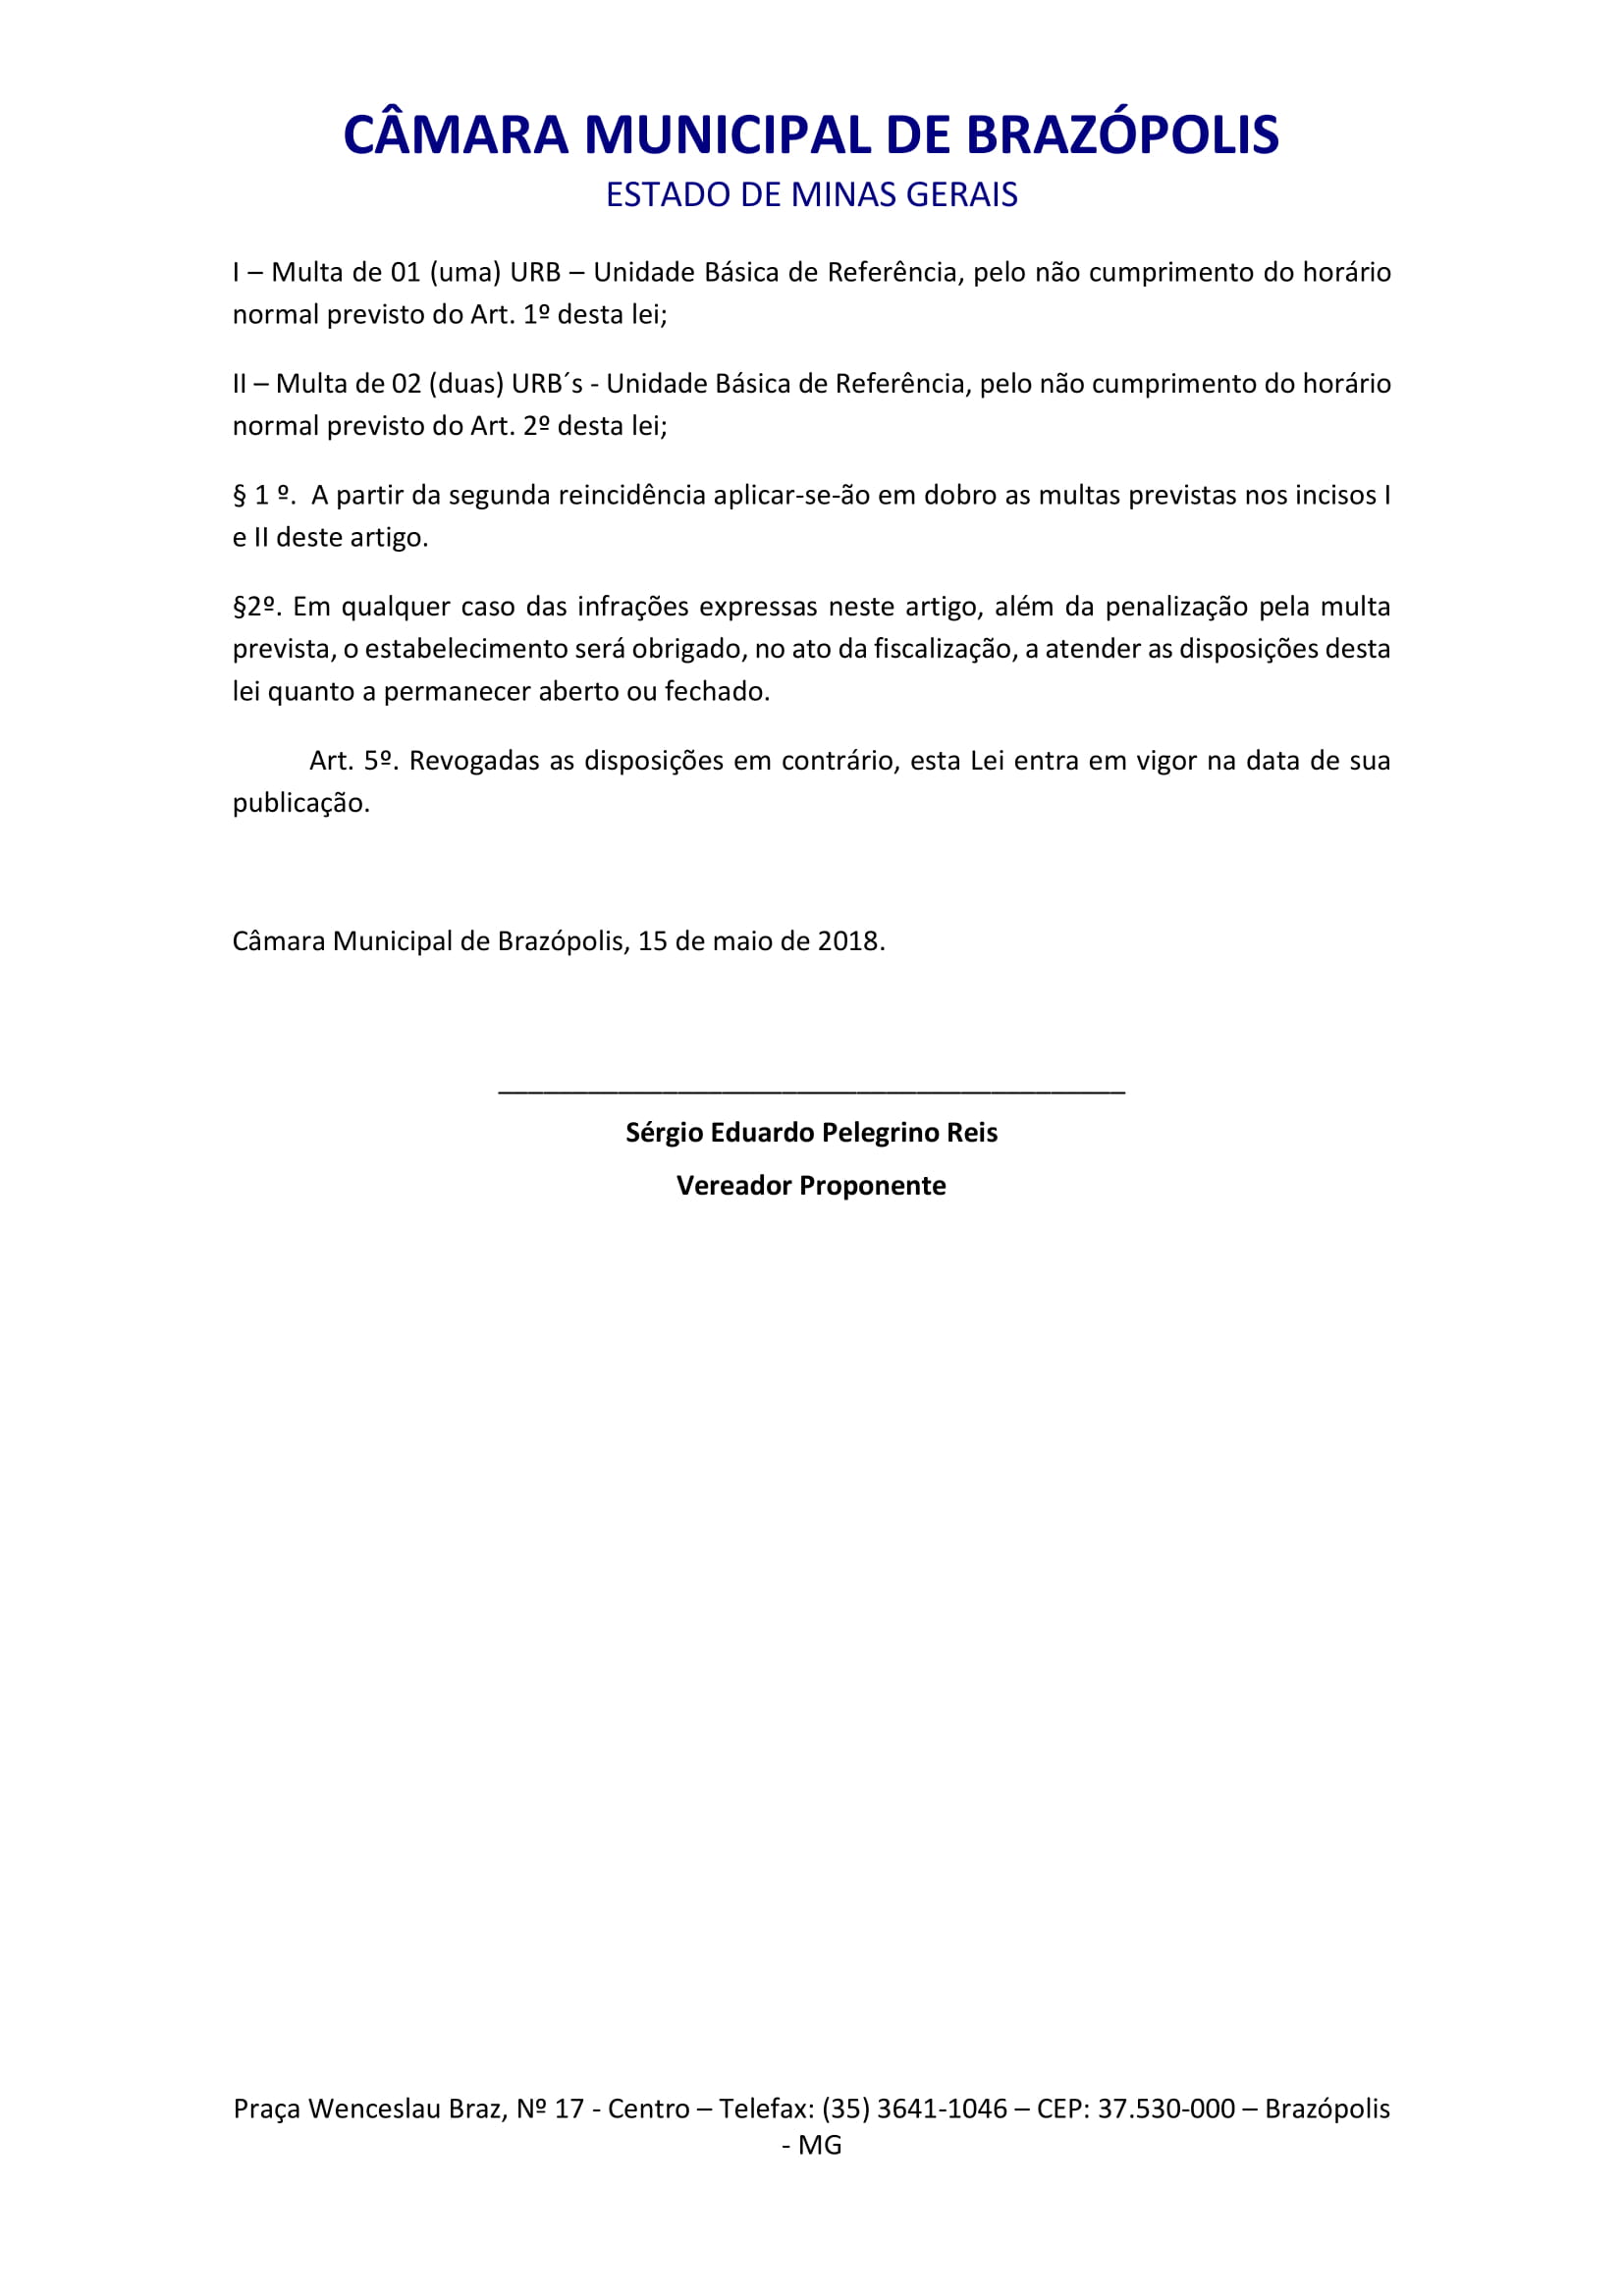 CÂMARA MUNICIPAL DE BRAZÓPOLIS
ESTADO DE MINAS GERAIS
I – Multa de 01 (uma) URB – Unidade Básica de Referência, pelo não cumprimento do horário
normal previsto do Art. 1º desta lei;
II – Multa de 02 (duas) URB´s - Unidade Básica de Referência, pelo não cumprimento do horário
normal previsto do Art. 2º desta lei;
§ 1 º.  A partir da segunda reincidência aplicar-se-ão em dobro as multas previstas nos incisos I
e II deste artigo.
§2º. Em qualquer caso das infrações expressas neste artigo, além da penalização pela multa
prevista, o estabelecimento será obrigado, no ato da fiscalização, a atender as disposições desta
lei quanto a permanecer aberto ou fechado.
Art. 5º. Revogadas as disposições em contrário, esta Lei entra em vigor na data de sua
publicação.
Câmara Municipal de Brazópolis, 15 de maio de 2018.
__________________________________________
Sérgio Eduardo Pelegrino Reis
Vereador Proponente
Praça Wenceslau Braz, Nº 17 - Centro – Telefax: (35) 3641-1046 – CEP: 37.530-000 – Brazópolis
- MG